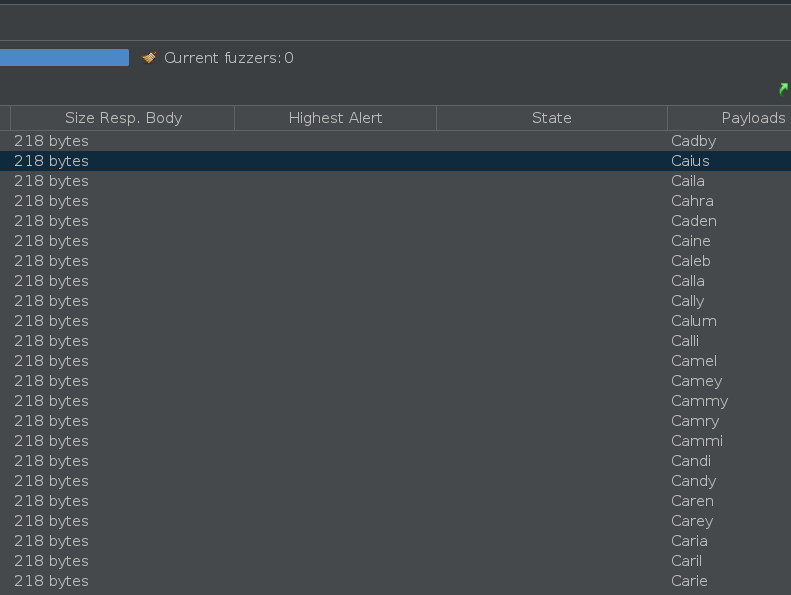 Current fuzzers: 0
Size Resp. Body Highest Alert State Payloads
218 bytes Cadby
218 bytes Caius
218 bytes Caila
218 bytes Cahra
218 bytes Caden
218 bytes Caine
218 bytes Caleb
218 bytes Calla
218 bytes Cally
218 bytes Calum
218 bytes Calli
218 bytes Camel
218 bytes Camey
218 bytes Cammy
218 bytes Camry
218 bytes Cammi
218 bytes Candi
218 bytes Candy
218 bytes Caren
218 bytes Carey
218 bytes Caria
218 bytes Caril
218 bytes Carie